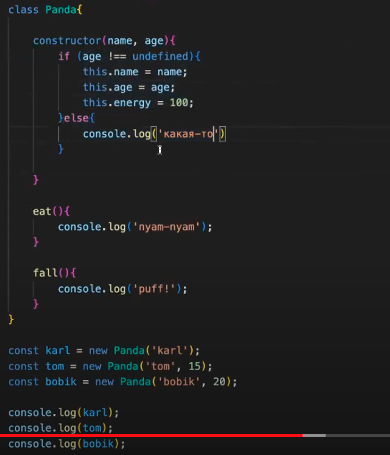 class Panda{
constructor(name, age){
if (age !== undefined){
this.name = name;
this.age = age;
this.energy = 100;
}else{
console.log('какая-то')
}
}
eat(){
console.log('nyam-nyam');
}
fall(){
console.log('puff!');
}
}
const karl = new Panda('karl');
const tom = new Panda('tom', 15);
const bobik = new Panda('bobik', 20);
console.log(karl);
console.log(tom);
console.log(bobik);